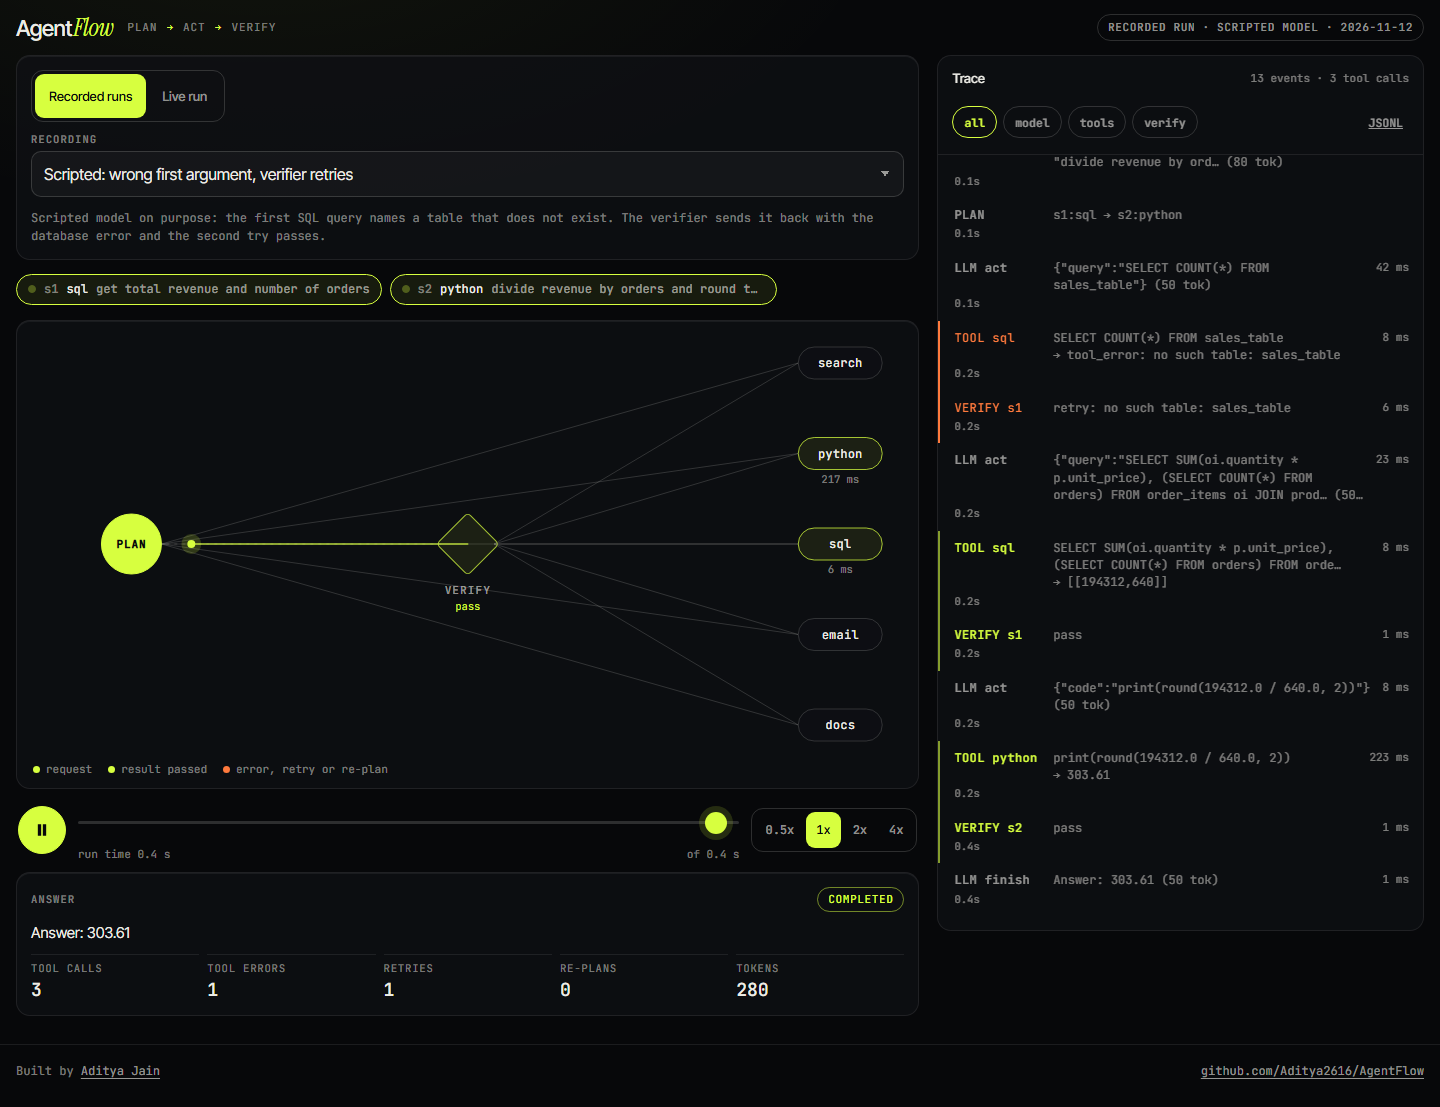 AgentFlow PLAN → ACT → VERIFY
RECORDED RUN · SCRIPTED MODEL · 2026-11-12
Recorded runs
Live run
RECORDING
Scripted: wrong first argument, verifier retries
Scripted model on purpose: the first SQL query names a table that does not exist. The verifier sends it back with the
database error and the second try passes.
s1 sql get total revenue and number of orders
s2 python divide revenue by orders and round t…
search
python
217 ms
PLAN
sql
6 ms
VERIFY
pass
email
docs
request
result passed
error, retry or re-plan
run time 0.4 s
of 0.4 s
0.5x
1x
2x
4x
ANSWER
COMPLETED
Answer: 303.61
TOOL CALLS
3
TOOL ERRORS
1
RETRIES
1
RE-PLANS
0
TOKENS
280
Trace
13 events · 3 tool calls
all
model
tools
verify
JSONL
"divide revenue by ord… (80 tok)
0.1s
PLAN
s1:sql → s2:python
0.1s
LLM act
{"query":"SELECT COUNT(*) FROM
sales_table"} (50 tok)
42 ms
0.1s
TOOL sql
SELECT COUNT(*) FROM sales_table
→ tool_error: no such table: sales_table
8 ms
0.2s
VERIFY s1
retry: no such table: sales_table
6 ms
0.2s
LLM act
{"query":"SELECT SUM(oi.quantity *
p.unit_price), (SELECT COUNT(*) FROM
orders) FROM order_items oi JOIN prod… (50…
23 ms
0.2s
TOOL sql
SELECT SUM(oi.quantity * p.unit_price),
(SELECT COUNT(*) FROM orders) FROM orde…
→ [[194312,640]]
8 ms
0.2s
VERIFY s1
pass
1 ms
0.2s
LLM act
{"code":"print(round(194312.0 / 640.0, 2))"}
(50 tok)
8 ms
0.2s
TOOL python
print(round(194312.0 / 640.0, 2))
→ 303.61
223 ms
0.2s
VERIFY s2
pass
1 ms
0.4s
LLM finish
Answer: 303.61 (50 tok)
1 ms
0.4s
Built by Aditya Jain
github.com/Aditya2616/AgentFlow